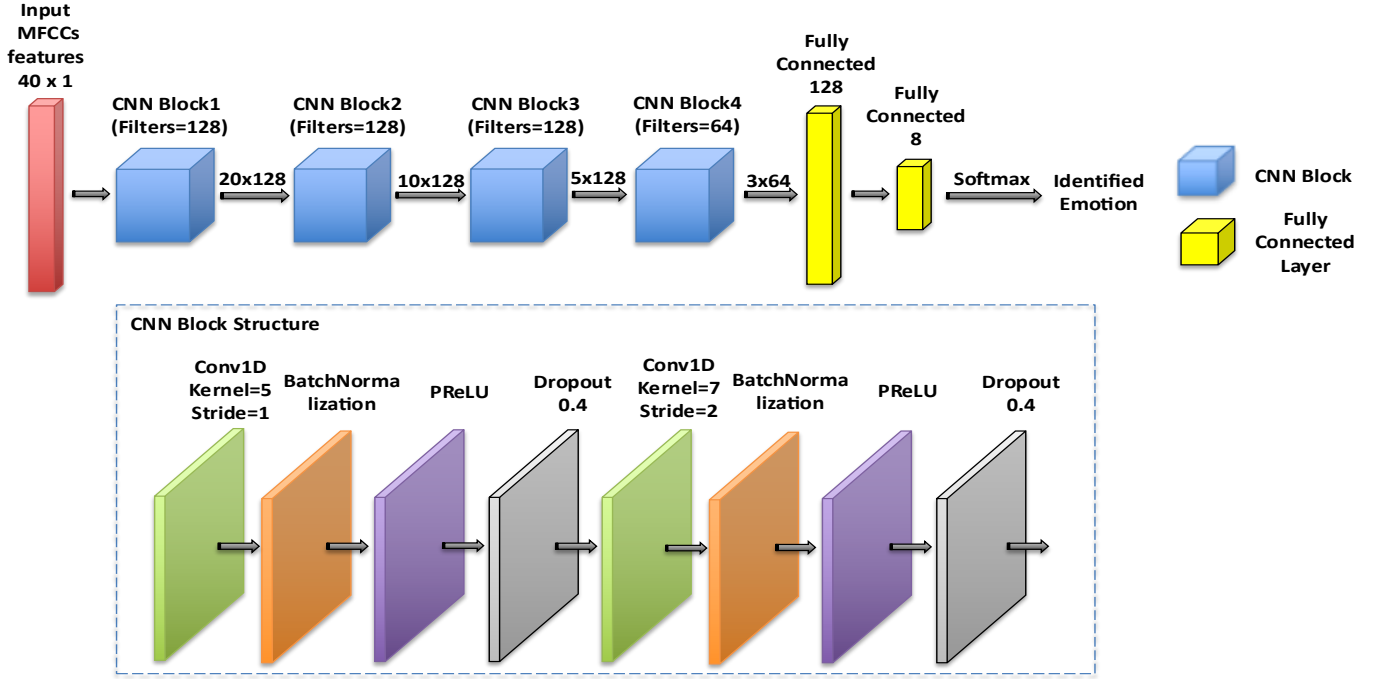 Input
MFCCs
features
40 x 1
CNN Block1
(Filters=128)
20x128
CNN Block2
(Filters=128)
10x128
CNN Block3
(Filters=128)
5x128
CNN Block4
(Filters=64)
3x64
Fully
Connected
128
Fully
Connected
8
Softmax
Identified
Emotion
CNN Block
Fully
Connected
Layer
CNN Block Structure
Conv1D
Kernel=5
Stride=1
BatchNorma
lization
PReLU
Dropout
0.4
Conv1D
Kernel=7
Stride=2
BatchNorma
lization
PReLU
Dropout
0.4